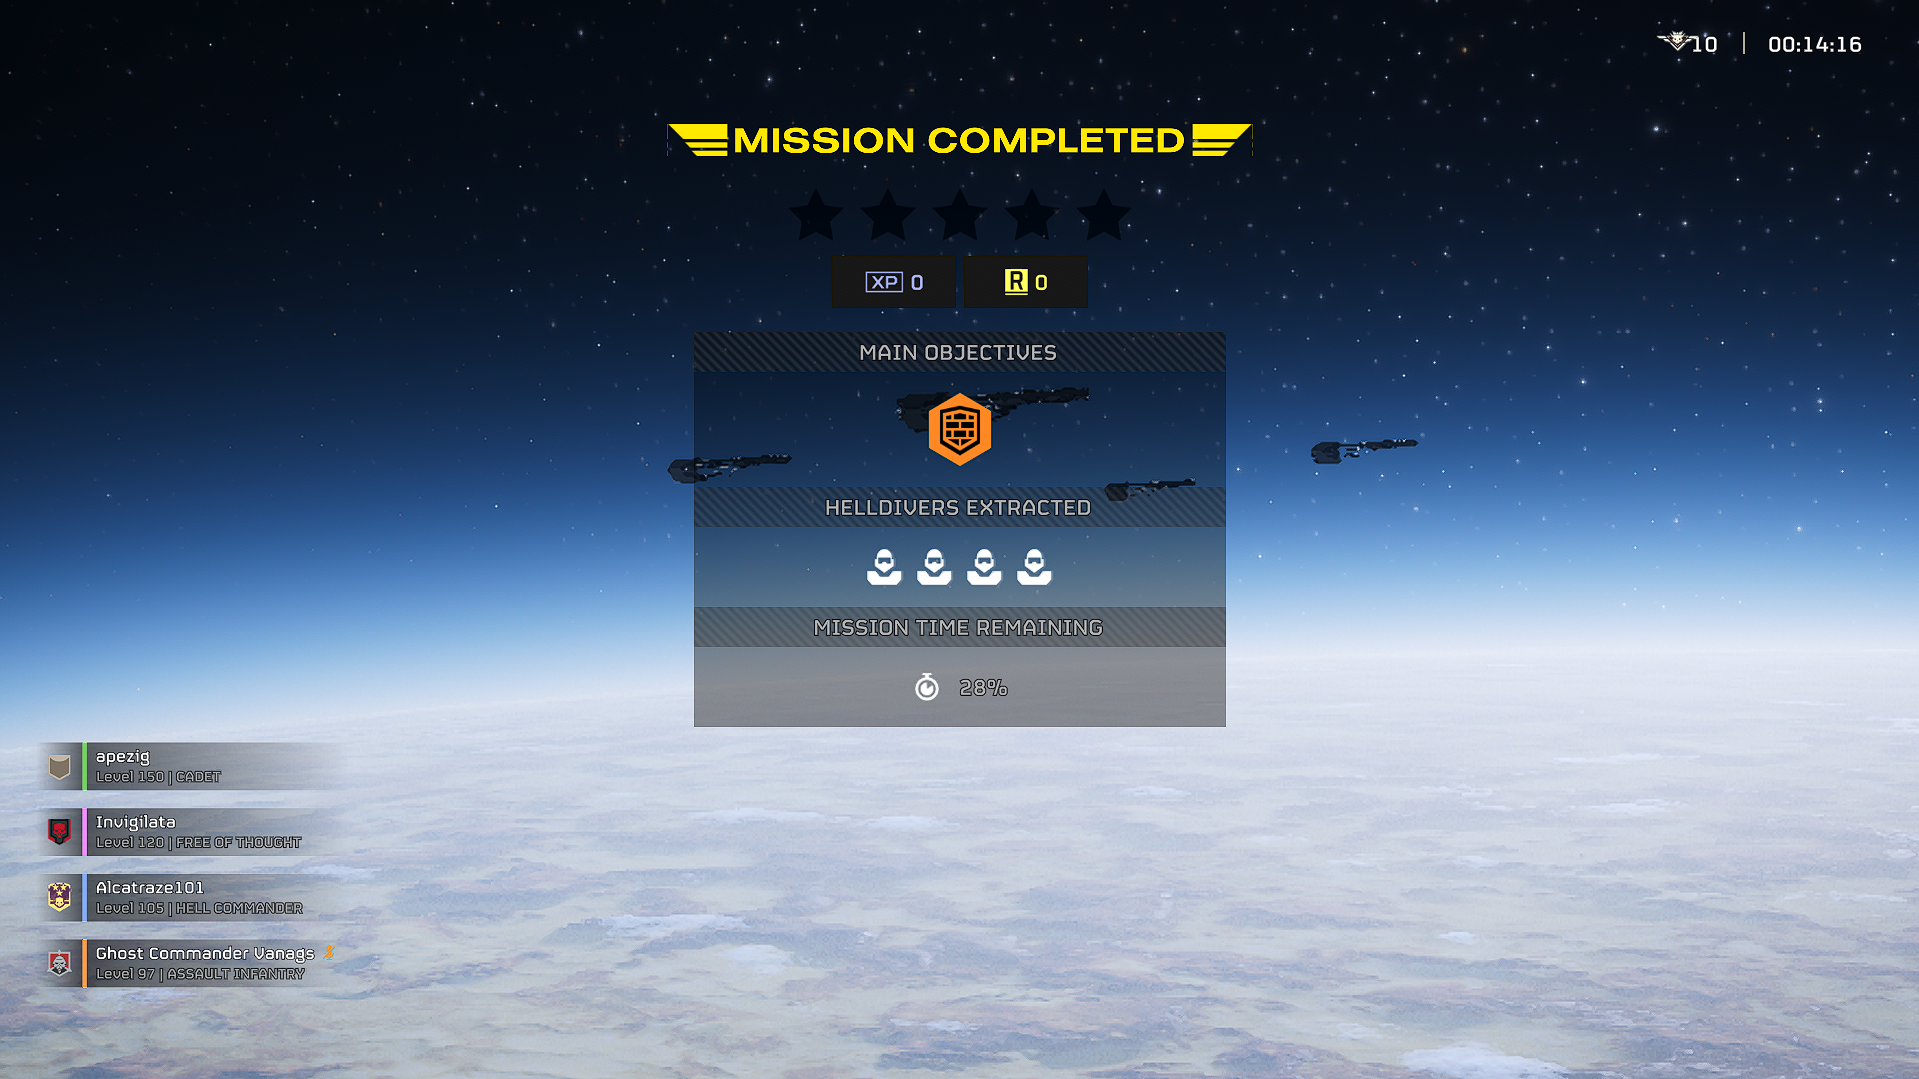 10 | 00:14:16
MISSION COMPLETED
XP 0
R 0
MAIN OBJECTIVES
HELLDIVERS EXTRACTED
MISSION TIME REMAINING
28%
apezig
Level 150 | CADET
Invigilata
Level 120 | FREE OF THOUGHT
Alcatraze101
Level 105 | HELL COMMANDER
Ghost Commander Vanags
Level 97 | ASSAULT INFANTRY